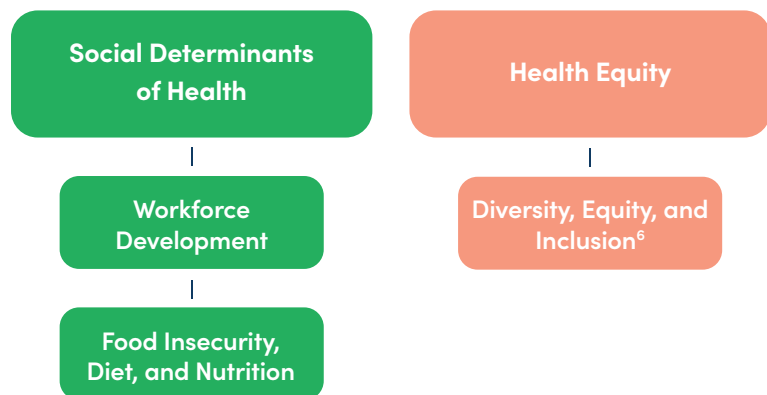 Social Determinants
of Health
Workforce
Development
Food Insecurity,
Diet, and Nutrition
Health Equity
Diversity, Equity, and
Inclusion⁶